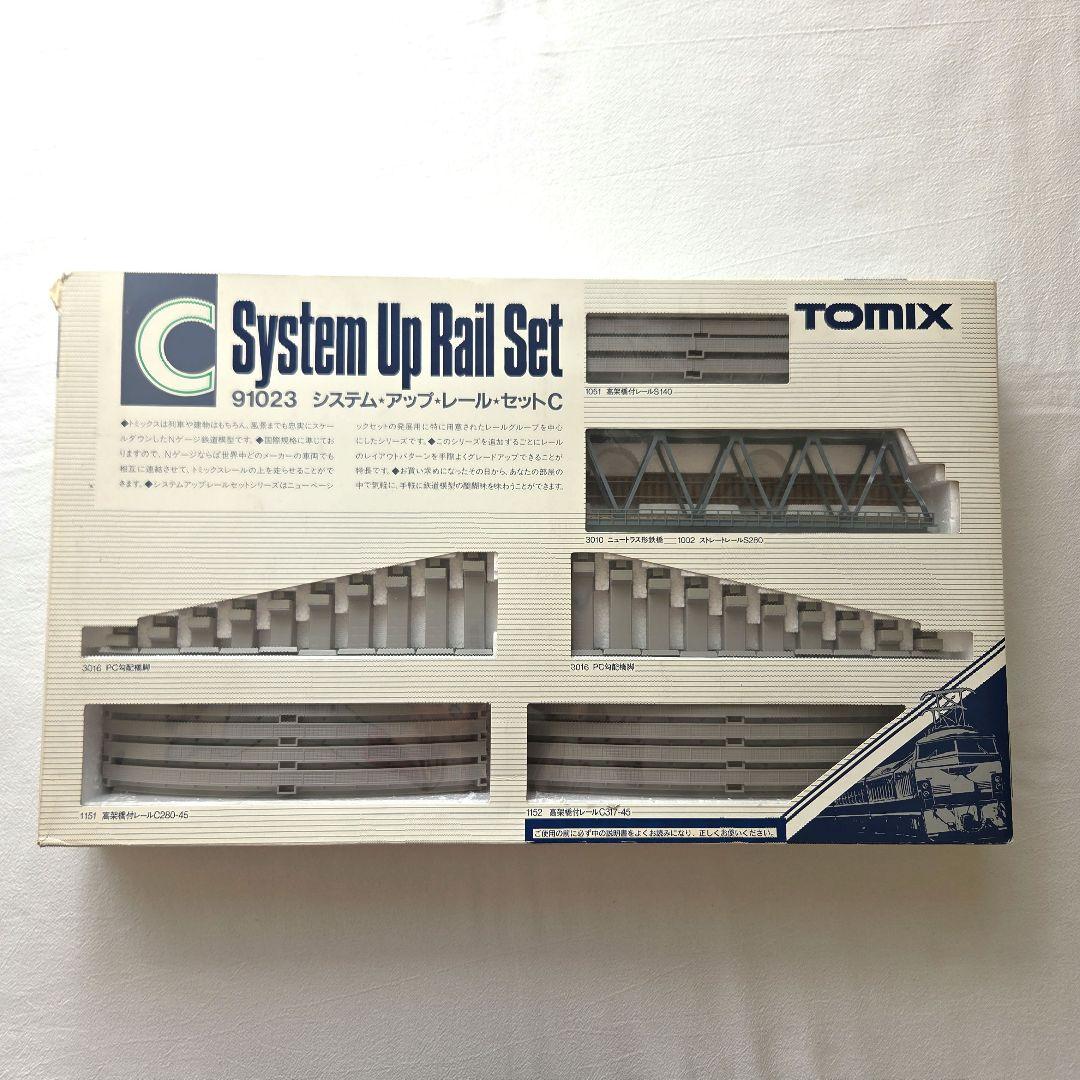 C
System Up Rail Set
91023 システム★アップ★レール★セットC
◆トミックスは列車や建物はもちろん、風景までも忠実にスケー
ルダウンしたNゲージ鉄道模型です。◆国際規格に準じてお
りますので、Nゲージならば世界中どのメーカーの車両でも
相互に連結させて、トミックスレールの上を走らせることがで
きます。◆システムアップレールセットシリーズはニューベーシ
ックセットの発展用に特に用意されたレールグループを中心
にしたシリーズです。◆このシリーズを追加するごとにレール
のレイアウトパターンを手際よくグレードアップできることが
特長です。◆お買い求めになったその日から、あなたの部屋の
中で気軽に、手軽に鉄道模型の醍醐味を味わうことができます。
TOMIX
1051 高架橋付レールS140
3010 ニュートラス形鉄橋 1002 ストレートレールS280
3016 PC勾配橋脚
3016 PC勾配橋脚
1151 高架橋付レールC280-45
1152 高架橋付レールC317-45
ご使用の前に必ず中の説明書をよくお読みになり、正しくお使いください。